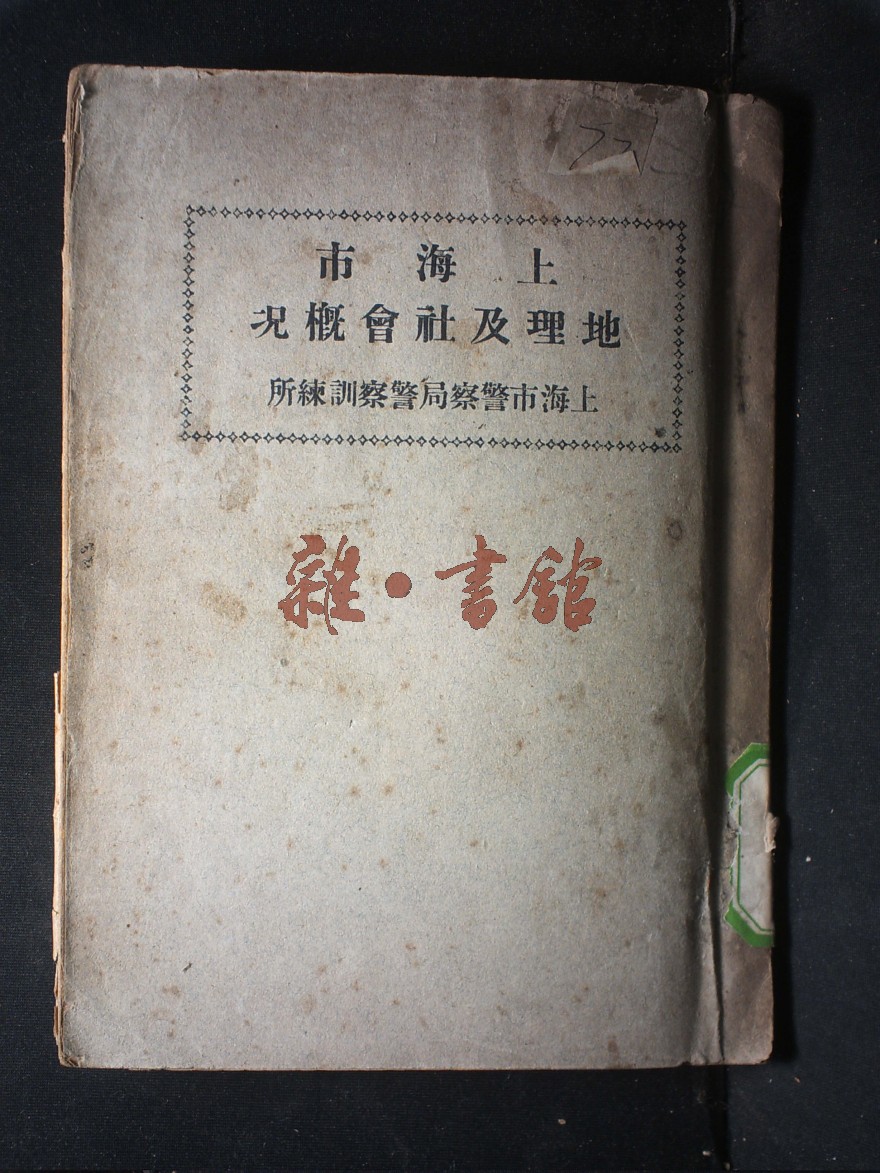 上海市
地理及社會概况
上海市警察局警察訓練所
雜·書館